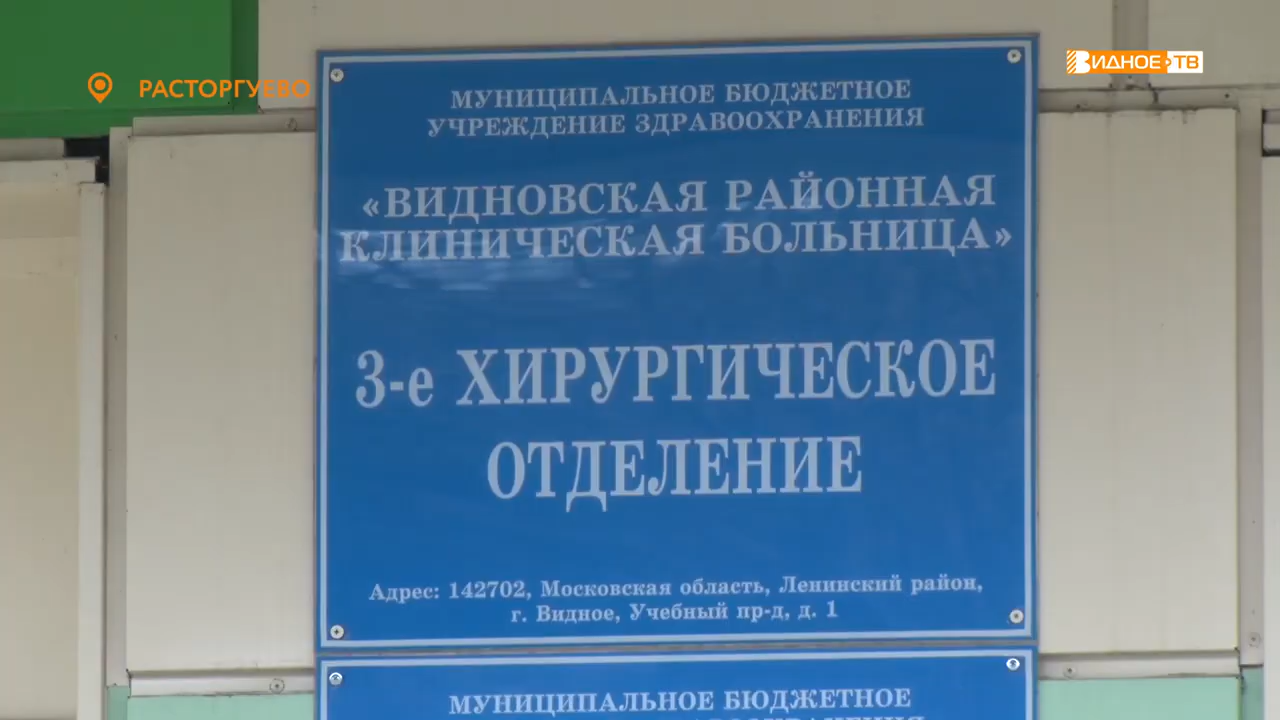 РАСТОРГУЕВО
ВИДНОЕ ТВ
МУНИЦИПАЛЬНОЕ БЮДЖЕТНОЕ
УЧРЕЖДЕНИЕ ЗДРАВООХРАНЕНИЯ
«ВИДНОВСКАЯ РАЙОННАЯ
КЛИНИЧЕСКАЯ БОЛЬНИЦА»
3-е ХИРУРГИЧЕСКОЕ
ОТДЕЛЕНИЕ
Адрес: 142702, Московская область, Ленинский район,
г. Видное, Учебный пр-д, д. 1
МУНИЦИПАЛЬНОЕ БЮДЖЕТНОЕ